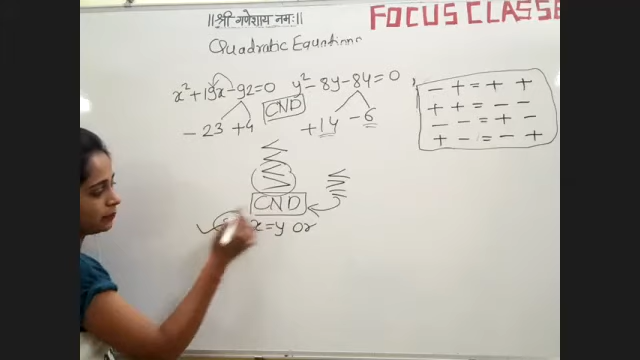 ||श्री गणेशाय नमः||
FOCUS CLASSE
Quadratic Equations
x²+19x-92=0 y²-8y-84=0,
CND
-23 +4 +14 -6
- + = + +
+ + = - -
- - = + -
+ - = - +
CND
x=y or